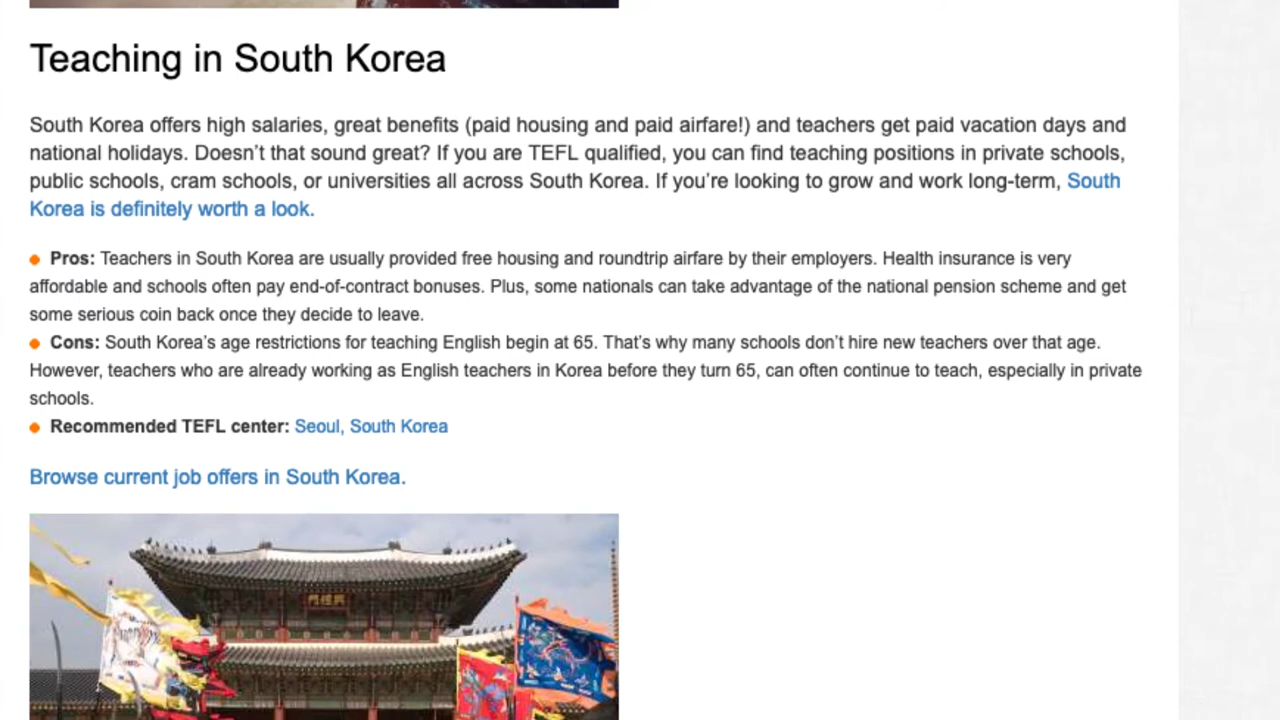 Teaching in South Korea
South Korea offers high salaries, great benefits (paid housing and paid airfare!) and teachers get paid vacation days and
national holidays. Doesn’t that sound great? If you are TEFL qualified, you can find teaching positions in private schools,
public schools, cram schools, or universities all across South Korea. If you’re looking to grow and work long-term, South
Korea is definitely worth a look.
Pros: Teachers in South Korea are usually provided free housing and roundtrip airfare by their employers. Health insurance is very
affordable and schools often pay end-of-contract bonuses. Plus, some nationals can take advantage of the national pension scheme and get
some serious coin back once they decide to leave.
Cons: South Korea’s age restrictions for teaching English begin at 65. That’s why many schools don’t hire new teachers over that age.
However, teachers who are already working as English teachers in Korea before they turn 65, can often continue to teach, especially in private
schools.
Recommended TEFL center: Seoul, South Korea
Browse current job offers in South Korea.